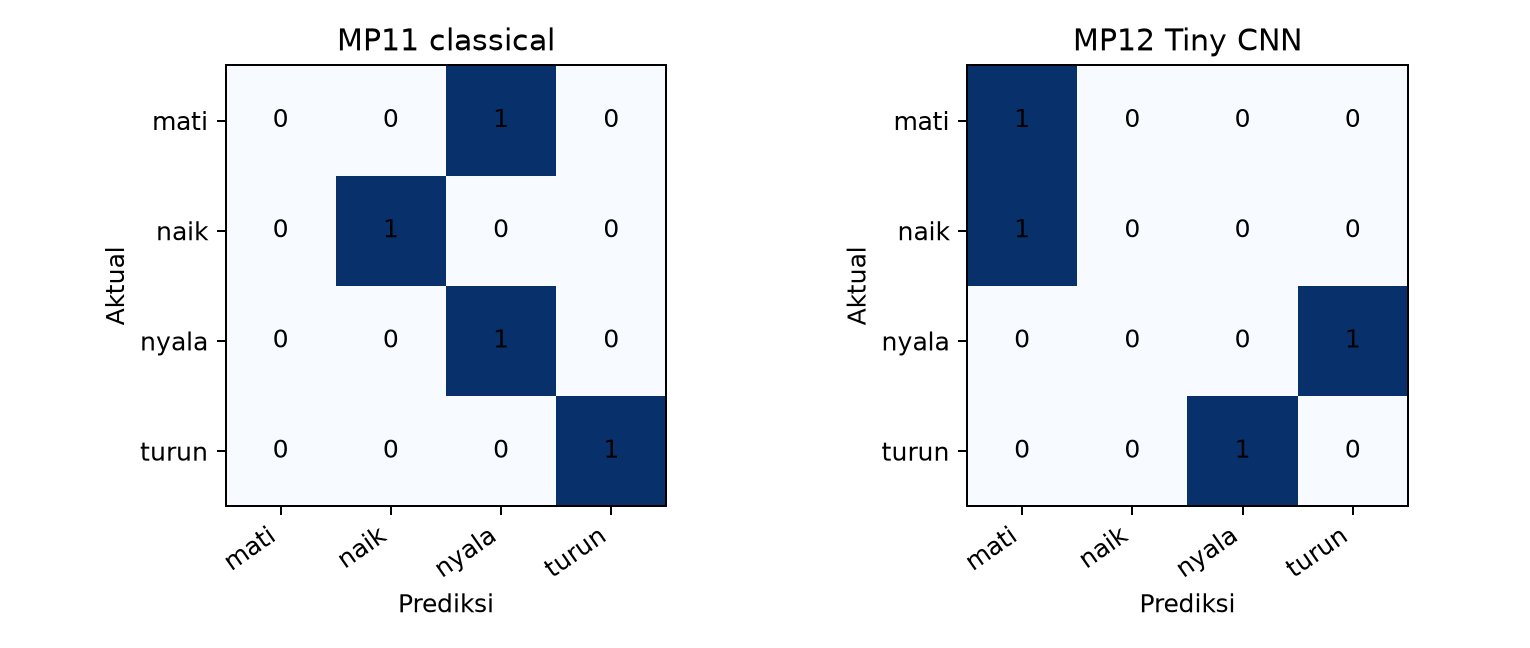 MP11 classical
mati 0 0 1 0
naik 0 1 0 0
nyala 0 0 1 0
turun 0 0 0 1
Aktual
mati naik nyala turun
Prediksi
MP12 Tiny CNN
mati 1 0 0 0
naik 1 0 0 0
nyala 0 0 0 1
turun 0 0 1 0
Aktual
mati naik nyala turun
Prediksi